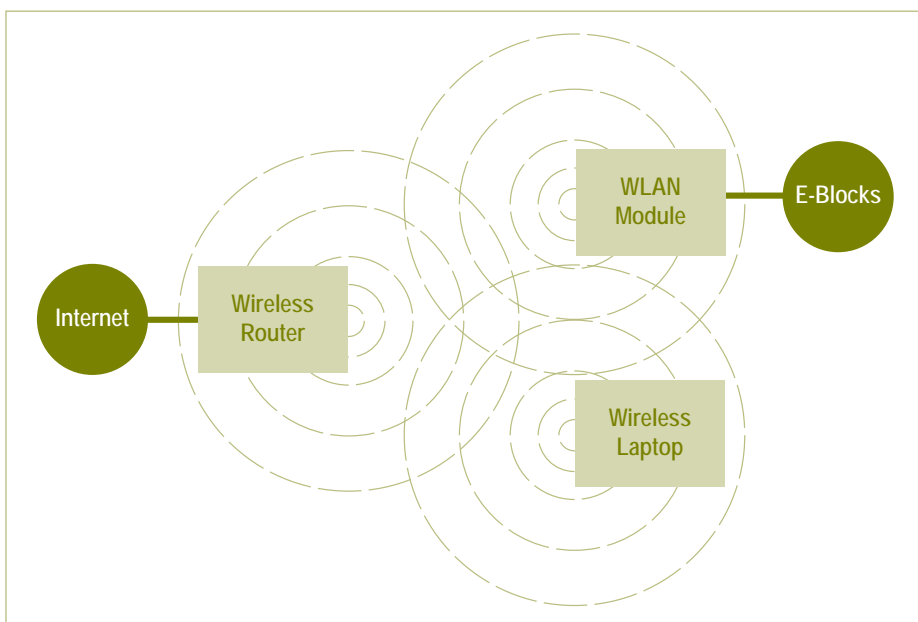 Internet
Wireless
Router
WLAN
Module
E-Blocks
Wireless
Laptop